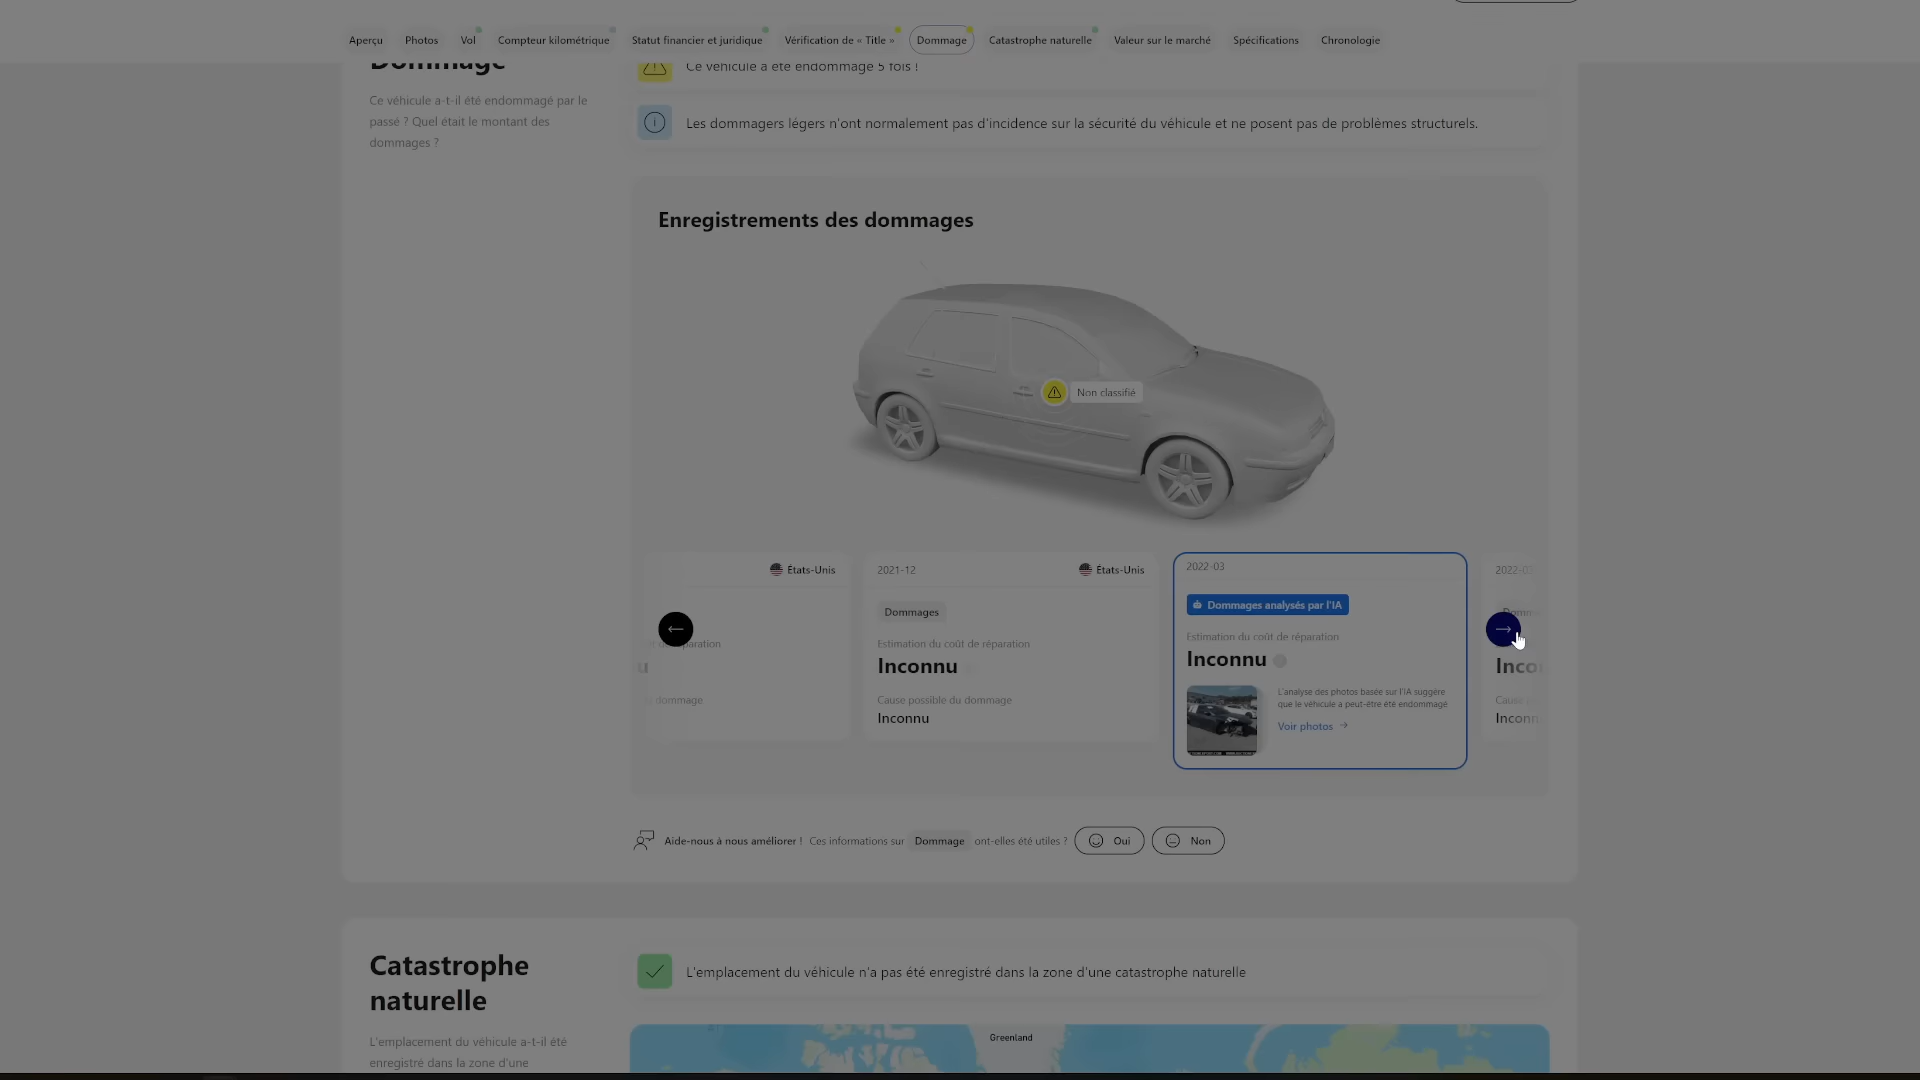 Aperçu Photos Vol Compteur kilométrique Statut financier et juridique Vérification de « Title » Dommage Catastrophe naturelle Valeur sur le marché Spécifications Chronologie
Dommage
Ce véhicule a-t-il été endommagé par le
passé ? Quel était le montant des
dommages ?
Ce véhicule a été endommagé 5 fois !
Les dommagers légers n'ont normalement pas d'incidence sur la sécurité du véhicule et ne posent pas de problèmes structurels.
Enregistrements des dommages
Non classifié
États-Unis
dommage
2021-12 États-Unis
Dommages
Estimation du coût de réparation
Inconnu
Cause possible du dommage
Inconnu
2022-03
Dommages analysés par l'IA
Estimation du coût de réparation
Inconnu
L'analyse des photos basée sur l'IA suggère
que le véhicule a peut-être été endommagé
Voir photos
Aide-nous à nous améliorer ! Ces informations sur Dommage ont-elles été utiles ? Oui Non
Catastrophe
naturelle
L'emplacement du véhicule a-t-il été
enregistré dans la zone d'une
L'emplacement du véhicule n'a pas été enregistré dans la zone d'une catastrophe naturelle
Greenland